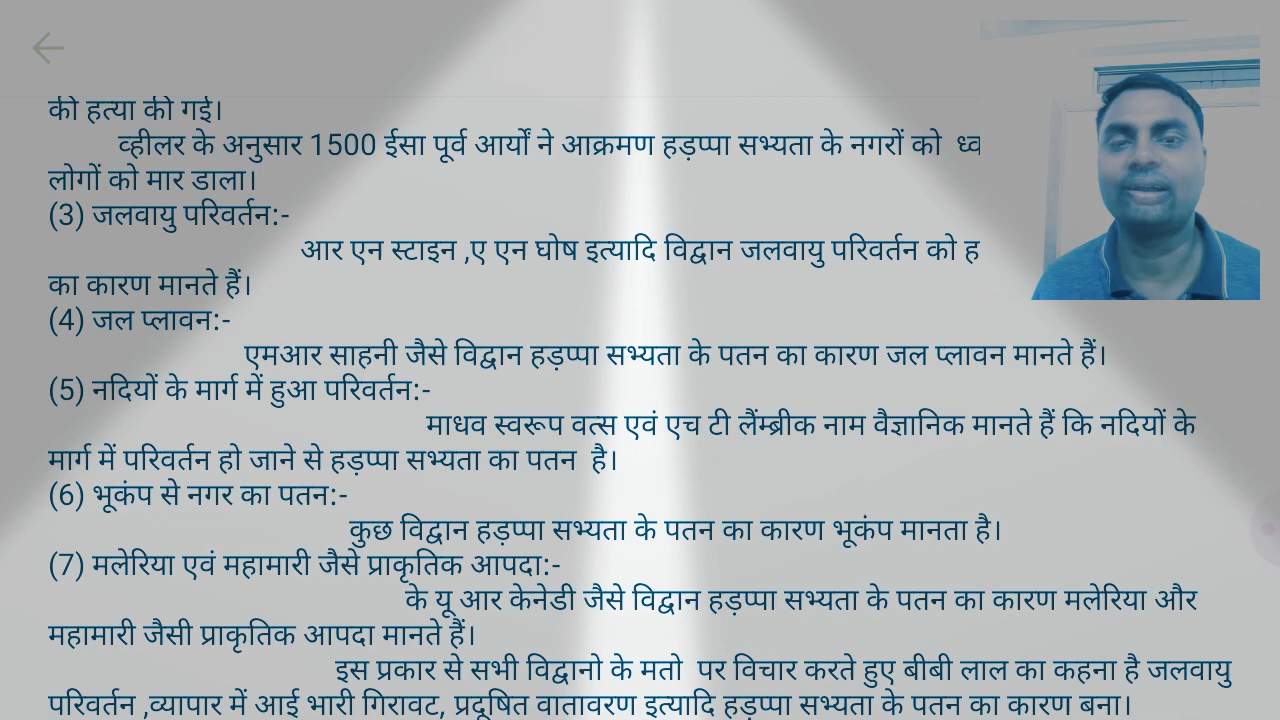 की हत्या की गई।
व्हीलर के अनुसार 1500 ईसा पूर्व आर्यों ने आक्रमण हड़प्पा सभ्यता के नगरों को
लोगों को मार डाला।
(3) जलवायु परिवर्तन:-
आर एन स्टाइन ,ए एन घोष इत्यादि विद्वान जलवायु परिवर्तन को
का कारण मानते हैं।
(4) जल प्लावन:-
एमआर साहनी जैसे विद्वान हड़प्पा सभ्यता के पतन का कारण जल प्लावन मानते हैं।
(5) नदियों के मार्ग में हुआ परिवर्तन:-
माधव स्वरूप वत्स एवं एच टी लैंम्ब्रीक नाम वैज्ञानिक मानते हैं कि नदियों के
मार्ग में परिवर्तन हो जाने से हड़प्पा सभ्यता का पतन है।
(6) भूकंप से नगर का पतन:-
कुछ विद्वान हड़प्पा सभ्यता के पतन का कारण भूकंप मानता है।
(7) मलेरिया एवं महामारी जैसे प्राकृतिक आपदा:-
के यू आर केनेडी जैसे विद्वान हड़प्पा सभ्यता के पतन का कारण मलेरिया और
महामारी जैसी प्राकृतिक आपदा मानते हैं।
इस प्रकार से सभी विद्वानो के मतो पर विचार करते हुए बीबी लाल का कहना है जलवायु
परिवर्तन ,व्यापार में आई भारी गिरावट, प्रदूषित वातावरण इत्यादि हड़प्पा सभ्यता के पतन का कारण बना।